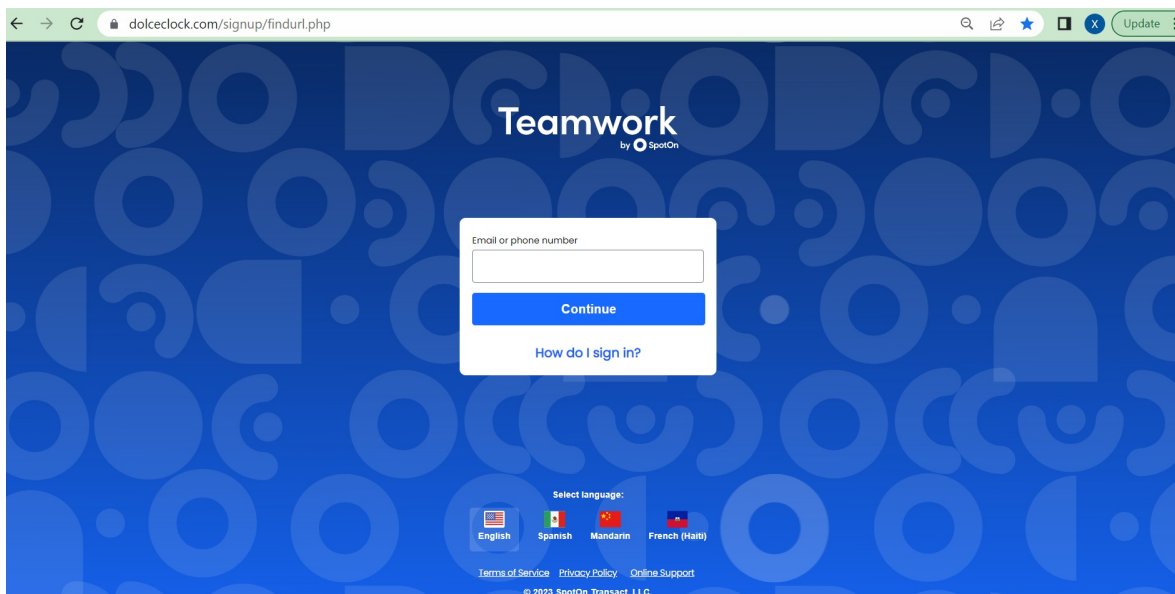 dolceclock.com/signup/findurl.php
X
Update
Teamwork
by SpotOn
Email or phone number
Continue
How do I sign in?
Select language:
English Spanish Mandarin French (Haiti)
Terms of Service Privacy Policy Online Support
© 2023 SpotOn Transact, LLC